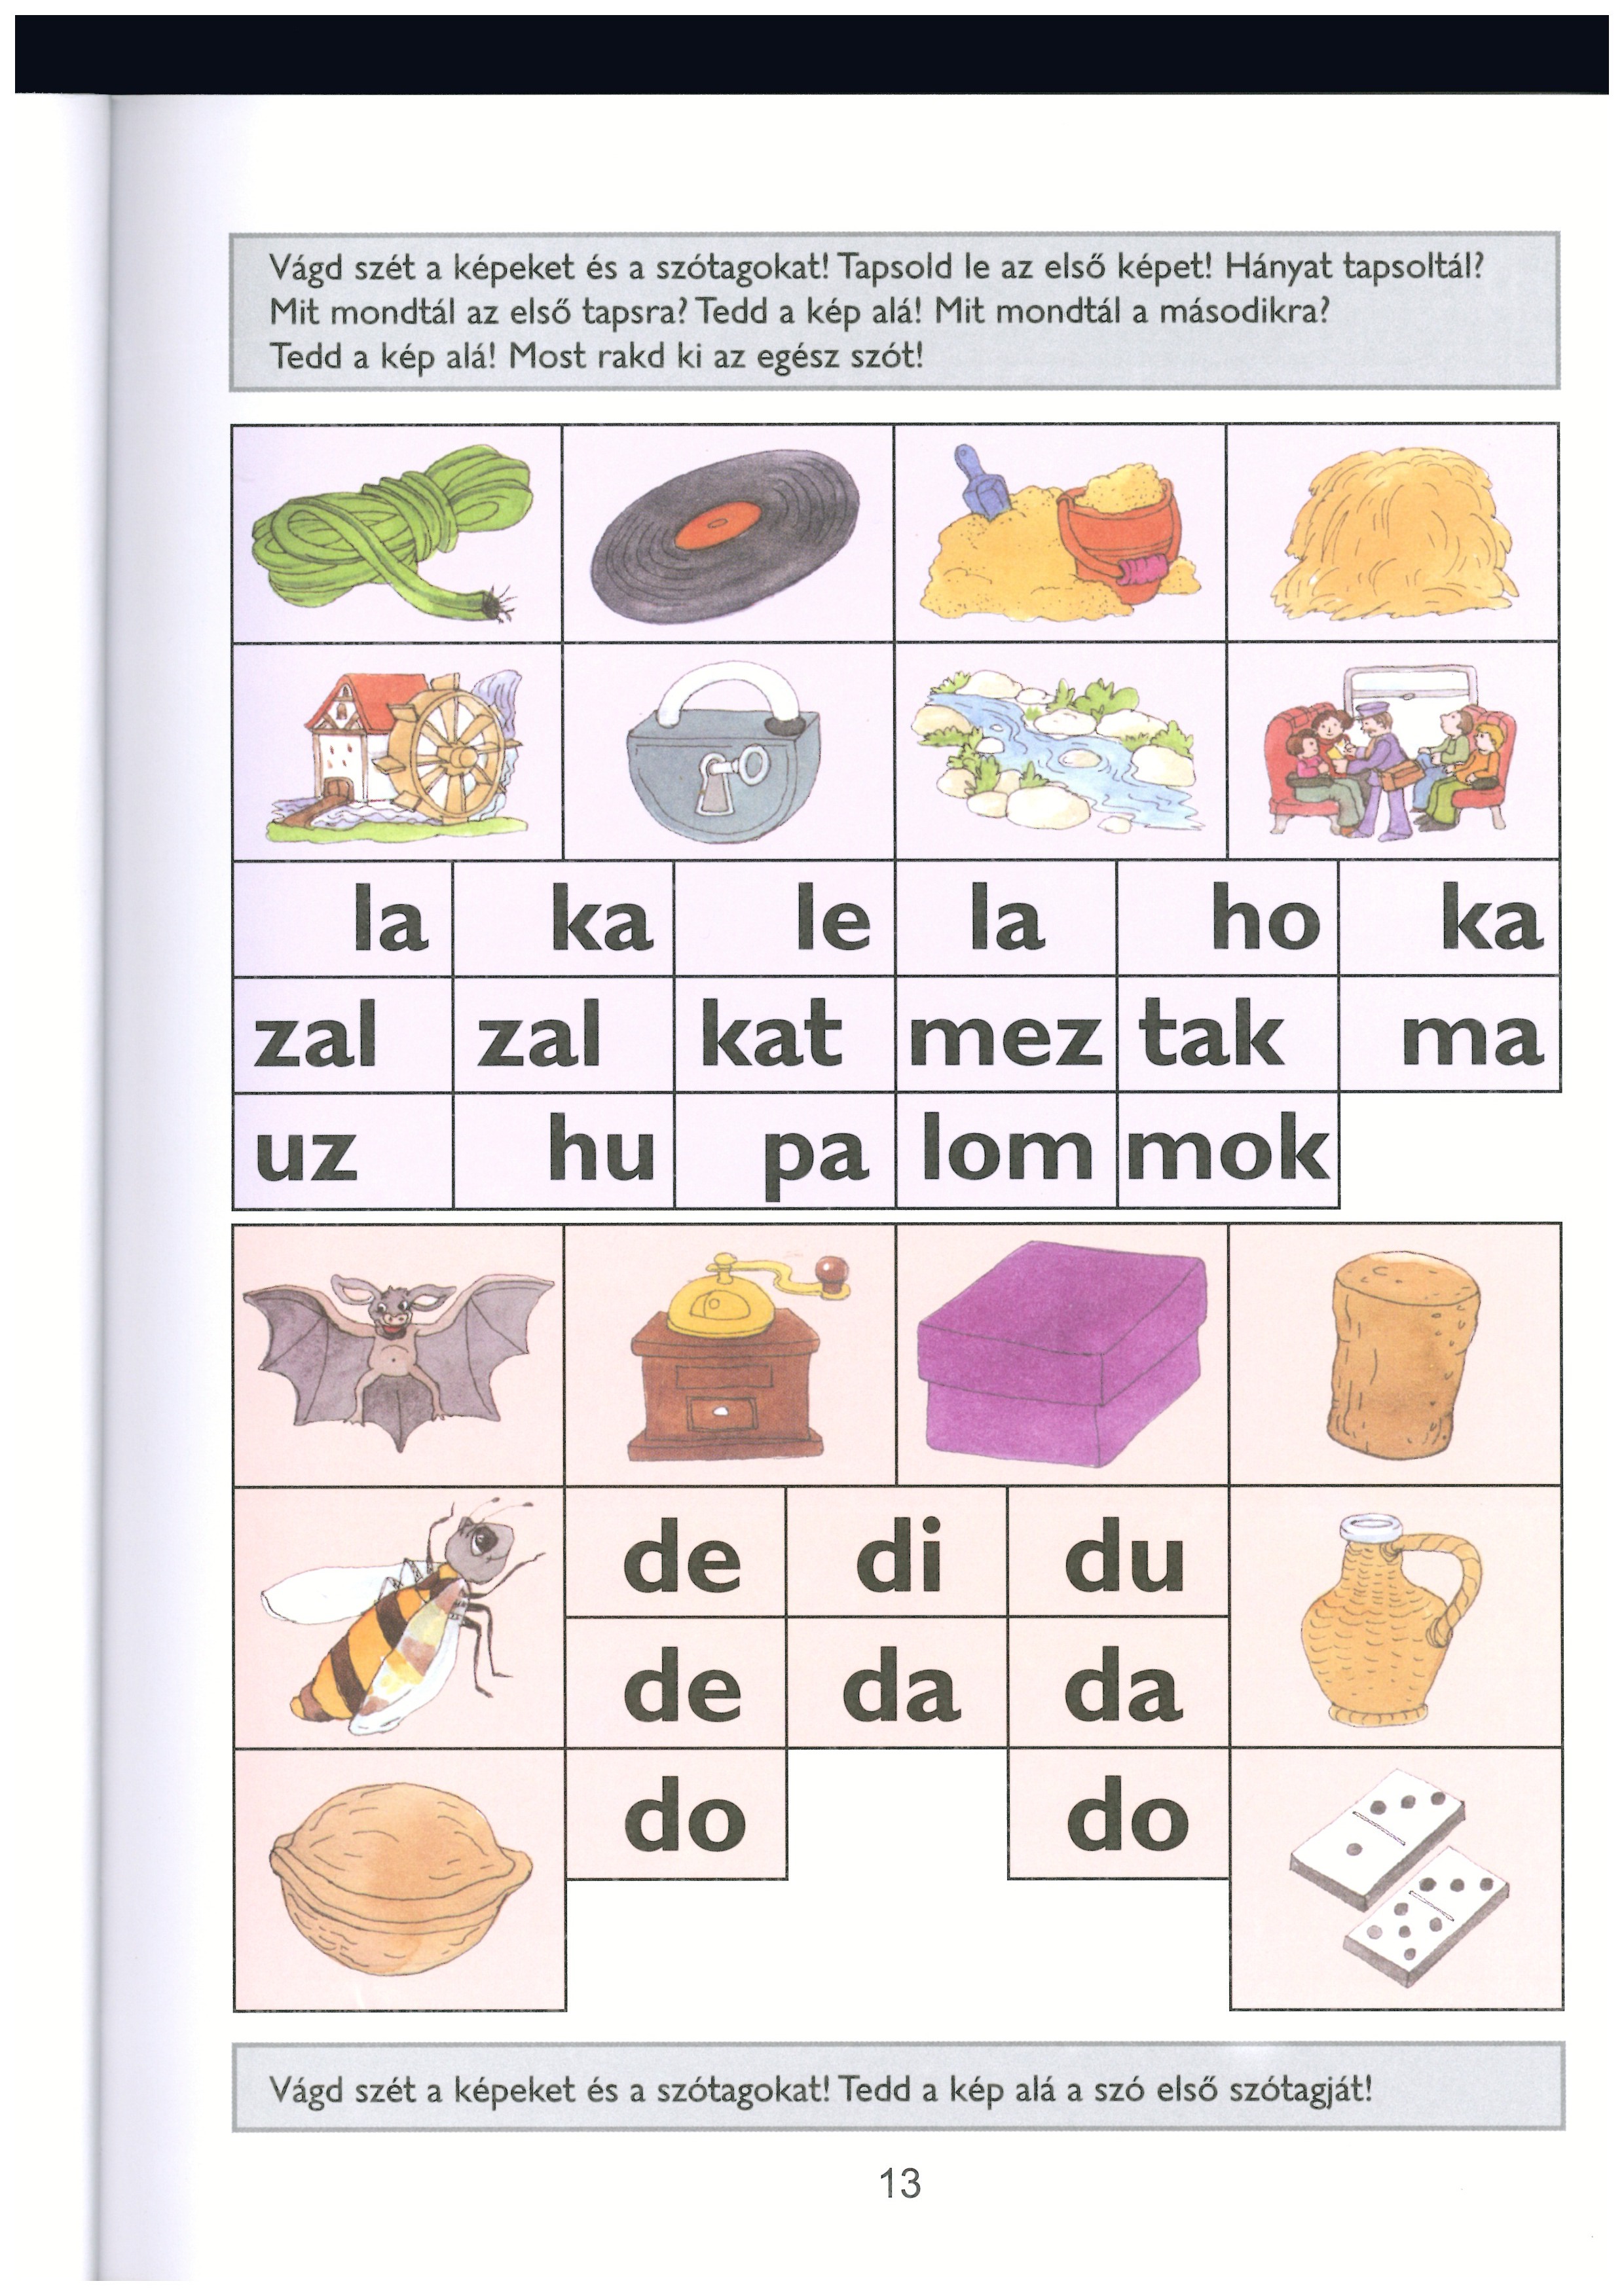 Vágd szét a képeket és a szótagokat! Tapsold le az első képet! Hányat tapsoltál?
Mit mondtál az első tapsra? Tedd a kép alá! Mit mondtál a másodikra?
Tedd a kép alá! Most rakd ki az egész szót!
la ka le la ho ka
zal zal kat mez tak ma
uz hu pa lom mok
de di du
de da da
do do
Vágd szét a képeket és a szótagokat! Tedd a kép alá a szó első szótagját!
13